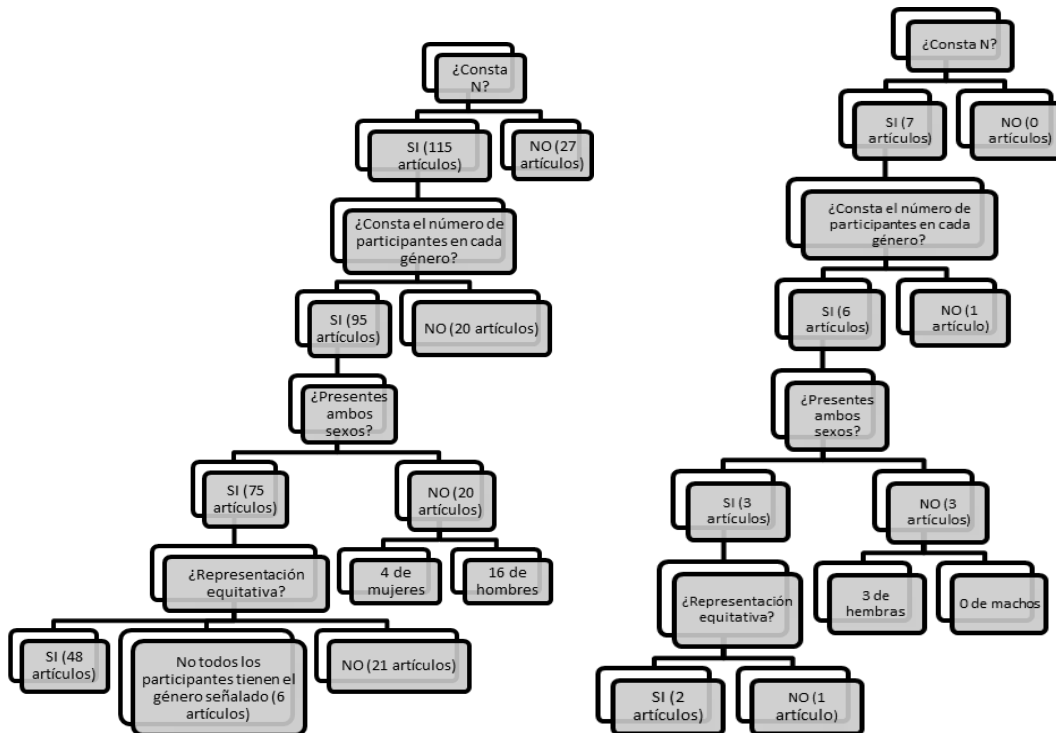 ¿Consta
N?
SI (115
artículos)
NO (27
artículos)
¿Consta el número de
participantes en cada
género?
SI (95
artículos)
NO (20 artículos)
¿Presentes
ambos
sexos?
SI (75
artículos)
NO (20
artículos)
¿Representación
equitativa?
4 de
mujeres
16 de
hombres
SI (48
artículos)
No todos los
participantes tienen el
género señalado (6
artículos)
NO (21 artículos)
¿Consta N?
SI (7
artículos)
NO (0
artículos)
¿Consta el número de
participantes en cada
género?
SI (6
artículos)
NO (1
artículo)
¿Presentes
ambos
sexos?
SI (3
artículos)
NO (3
artículos)
¿Representación
equitativa?
3 de
hembras
0 de machos
SI (2
artículos)
NO (1
artículo)